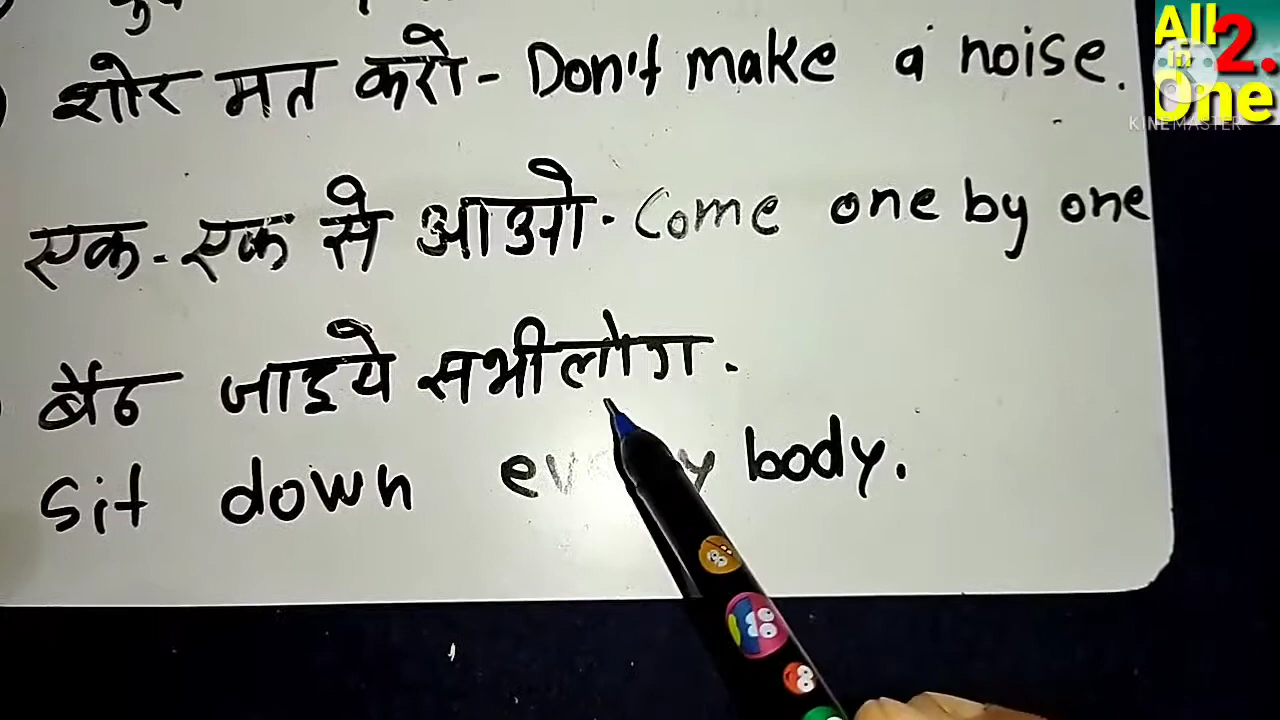 शोर मत करो - Don't make a noise.
एक - एक से आओ - Come one by one
बैठ जाइये सभी लोग.
Sit down every body.
All in One 2.
KINEMASTER